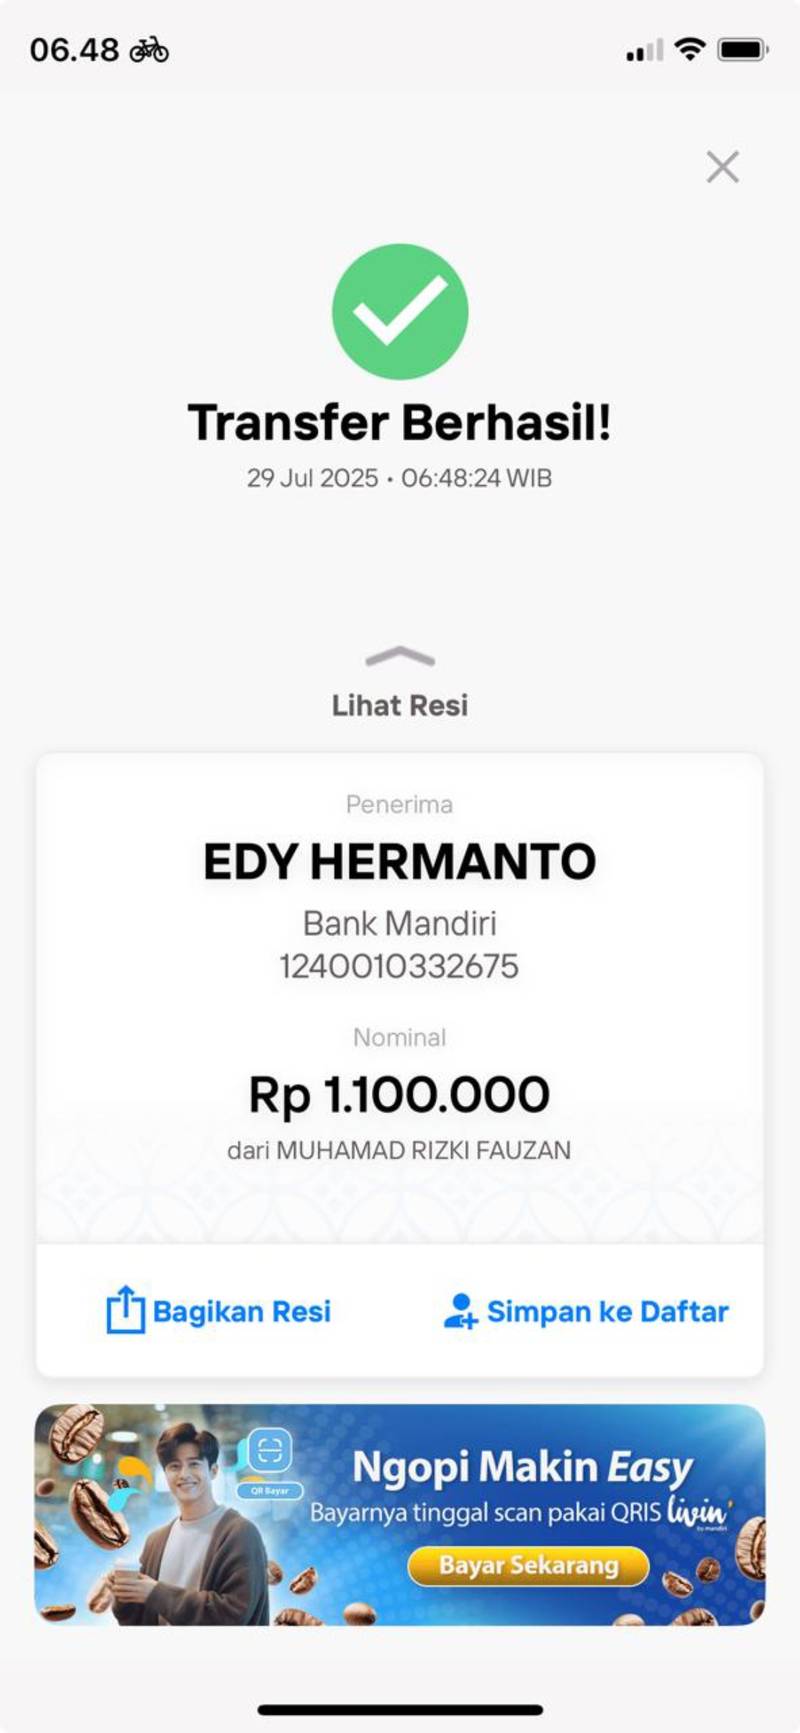 06.48
Transfer Berhasil!
29 Jul 2025 • 06:48:24 WIB
Lihat Resi
Penerima
EDY HERMANTO
Bank Mandiri
1240010332675
Nominal
Rp 1.100.000
dari MUHAMAD RIZKI FAUZAN
Bagikan Resi
Simpan ke Daftar
QR Bayar
Ngopi Makin Easy
Bayarnya tinggal scan pakai QRIS livin'
by mandiri
Bayar Sekarang